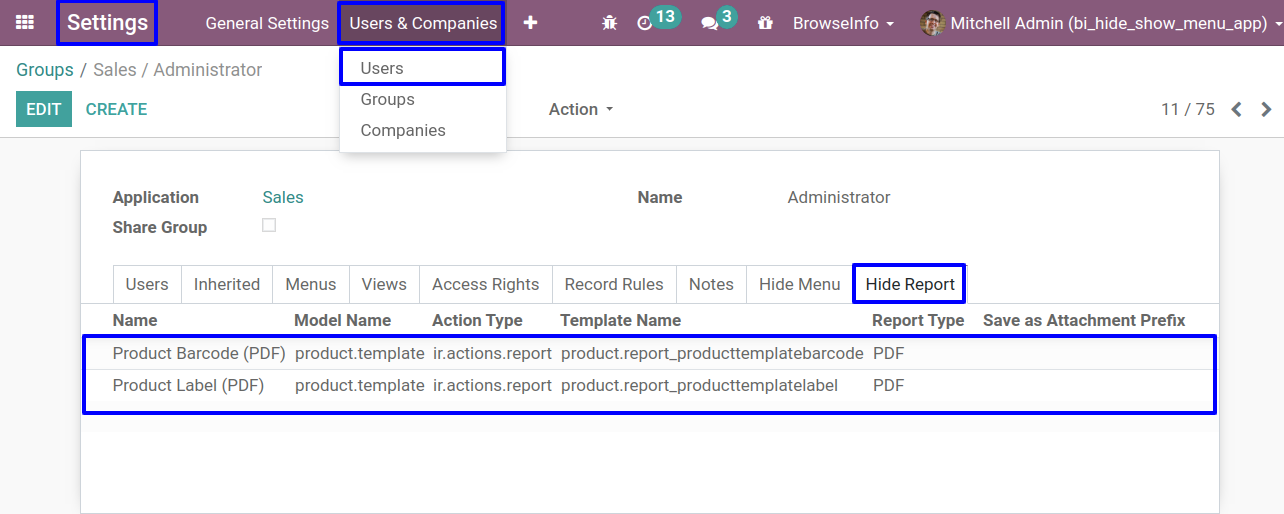 Settings General Settings Users & Companies 13 3 BrowseInfo Mitchell Admin (bi_hide_show_menu_app)
Groups / Sales / Administrator
Users
Groups
Companies
EDIT CREATE Action 11 / 75
Application Sales Name Administrator
Share Group
Users Inherited Menus Views Access Rights Record Rules Notes Hide Menu Hide Report
Name Model Name Action Type Template Name Report Type Save as Attachment Prefix
Product Barcode (PDF) product.template ir.actions.report product.report_producttemplatebarcode PDF
Product Label (PDF) product.template ir.actions.report product.report_producttemplatelabel PDF